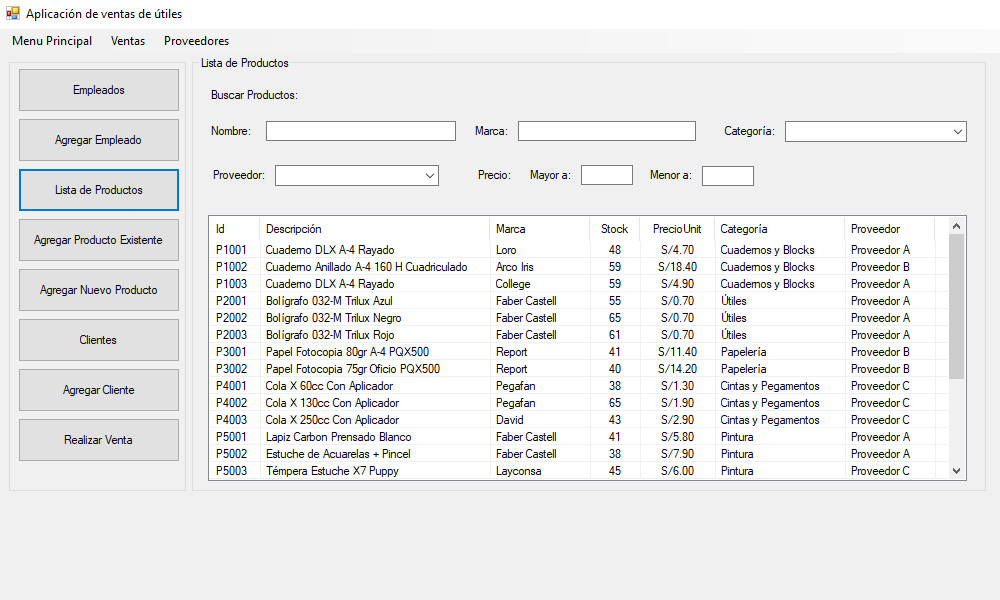 Aplicación de ventas de útiles
Menu Principal Ventas Proveedores
Empleados
Agregar Empleado
Lista de Productos
Agregar Producto Existente
Agregar Nuevo Producto
Clientes
Agregar Cliente
Realizar Venta
Lista de Productos
Buscar Productos:
Nombre: Marca: Categoría:
Proveedor: Precio: Mayor a: Menor a:
Id Descripción Marca Stock PrecioUnit Categoría Proveedor
P1001 Cuaderno DLX A-4 Rayado Loro 48 S/4.70 Cuadernos y Blocks Proveedor A
P1002 Cuaderno Anillado A-4 160 H Cuadriculado Arco Iris 59 S/18.40 Cuadernos y Blocks Proveedor B
P1003 Cuaderno DLX A-4 Rayado College 59 S/4.90 Cuadernos y Blocks Proveedor A
P2001 Bolígrafo 032-M Trilux Azul Faber Castell 55 S/0.70 Útiles Proveedor A
P2002 Bolígrafo 032-M Trilux Negro Faber Castell 65 S/0.70 Útiles Proveedor A
P2003 Bolígrafo 032-M Trilux Rojo Faber Castell 61 S/0.70 Útiles Proveedor A
P3001 Papel Fotocopia 80gr A-4 PQX500 Report 41 S/11.40 Papelería Proveedor B
P3002 Papel Fotocopia 75gr Oficio PQX500 Report 40 S/14.20 Papelería Proveedor B
P4001 Cola X 60cc Con Aplicador Pegafan 38 S/1.30 Cintas y Pegamentos Proveedor C
P4002 Cola X 130cc Con Aplicador Pegafan 65 S/1.90 Cintas y Pegamentos Proveedor C
P4003 Cola X 250cc Con Aplicador David 43 S/2.90 Cintas y Pegamentos Proveedor C
P5001 Lapiz Carbon Prensado Blanco Faber Castell 41 S/5.80 Pintura Proveedor A
P5002 Estuche de Acuarelas + Pincel Faber Castell 38 S/7.90 Pintura Proveedor A
P5003 Témpera Estuche X7 Puppy Layconsa 45 S/6.00 Pintura Proveedor C